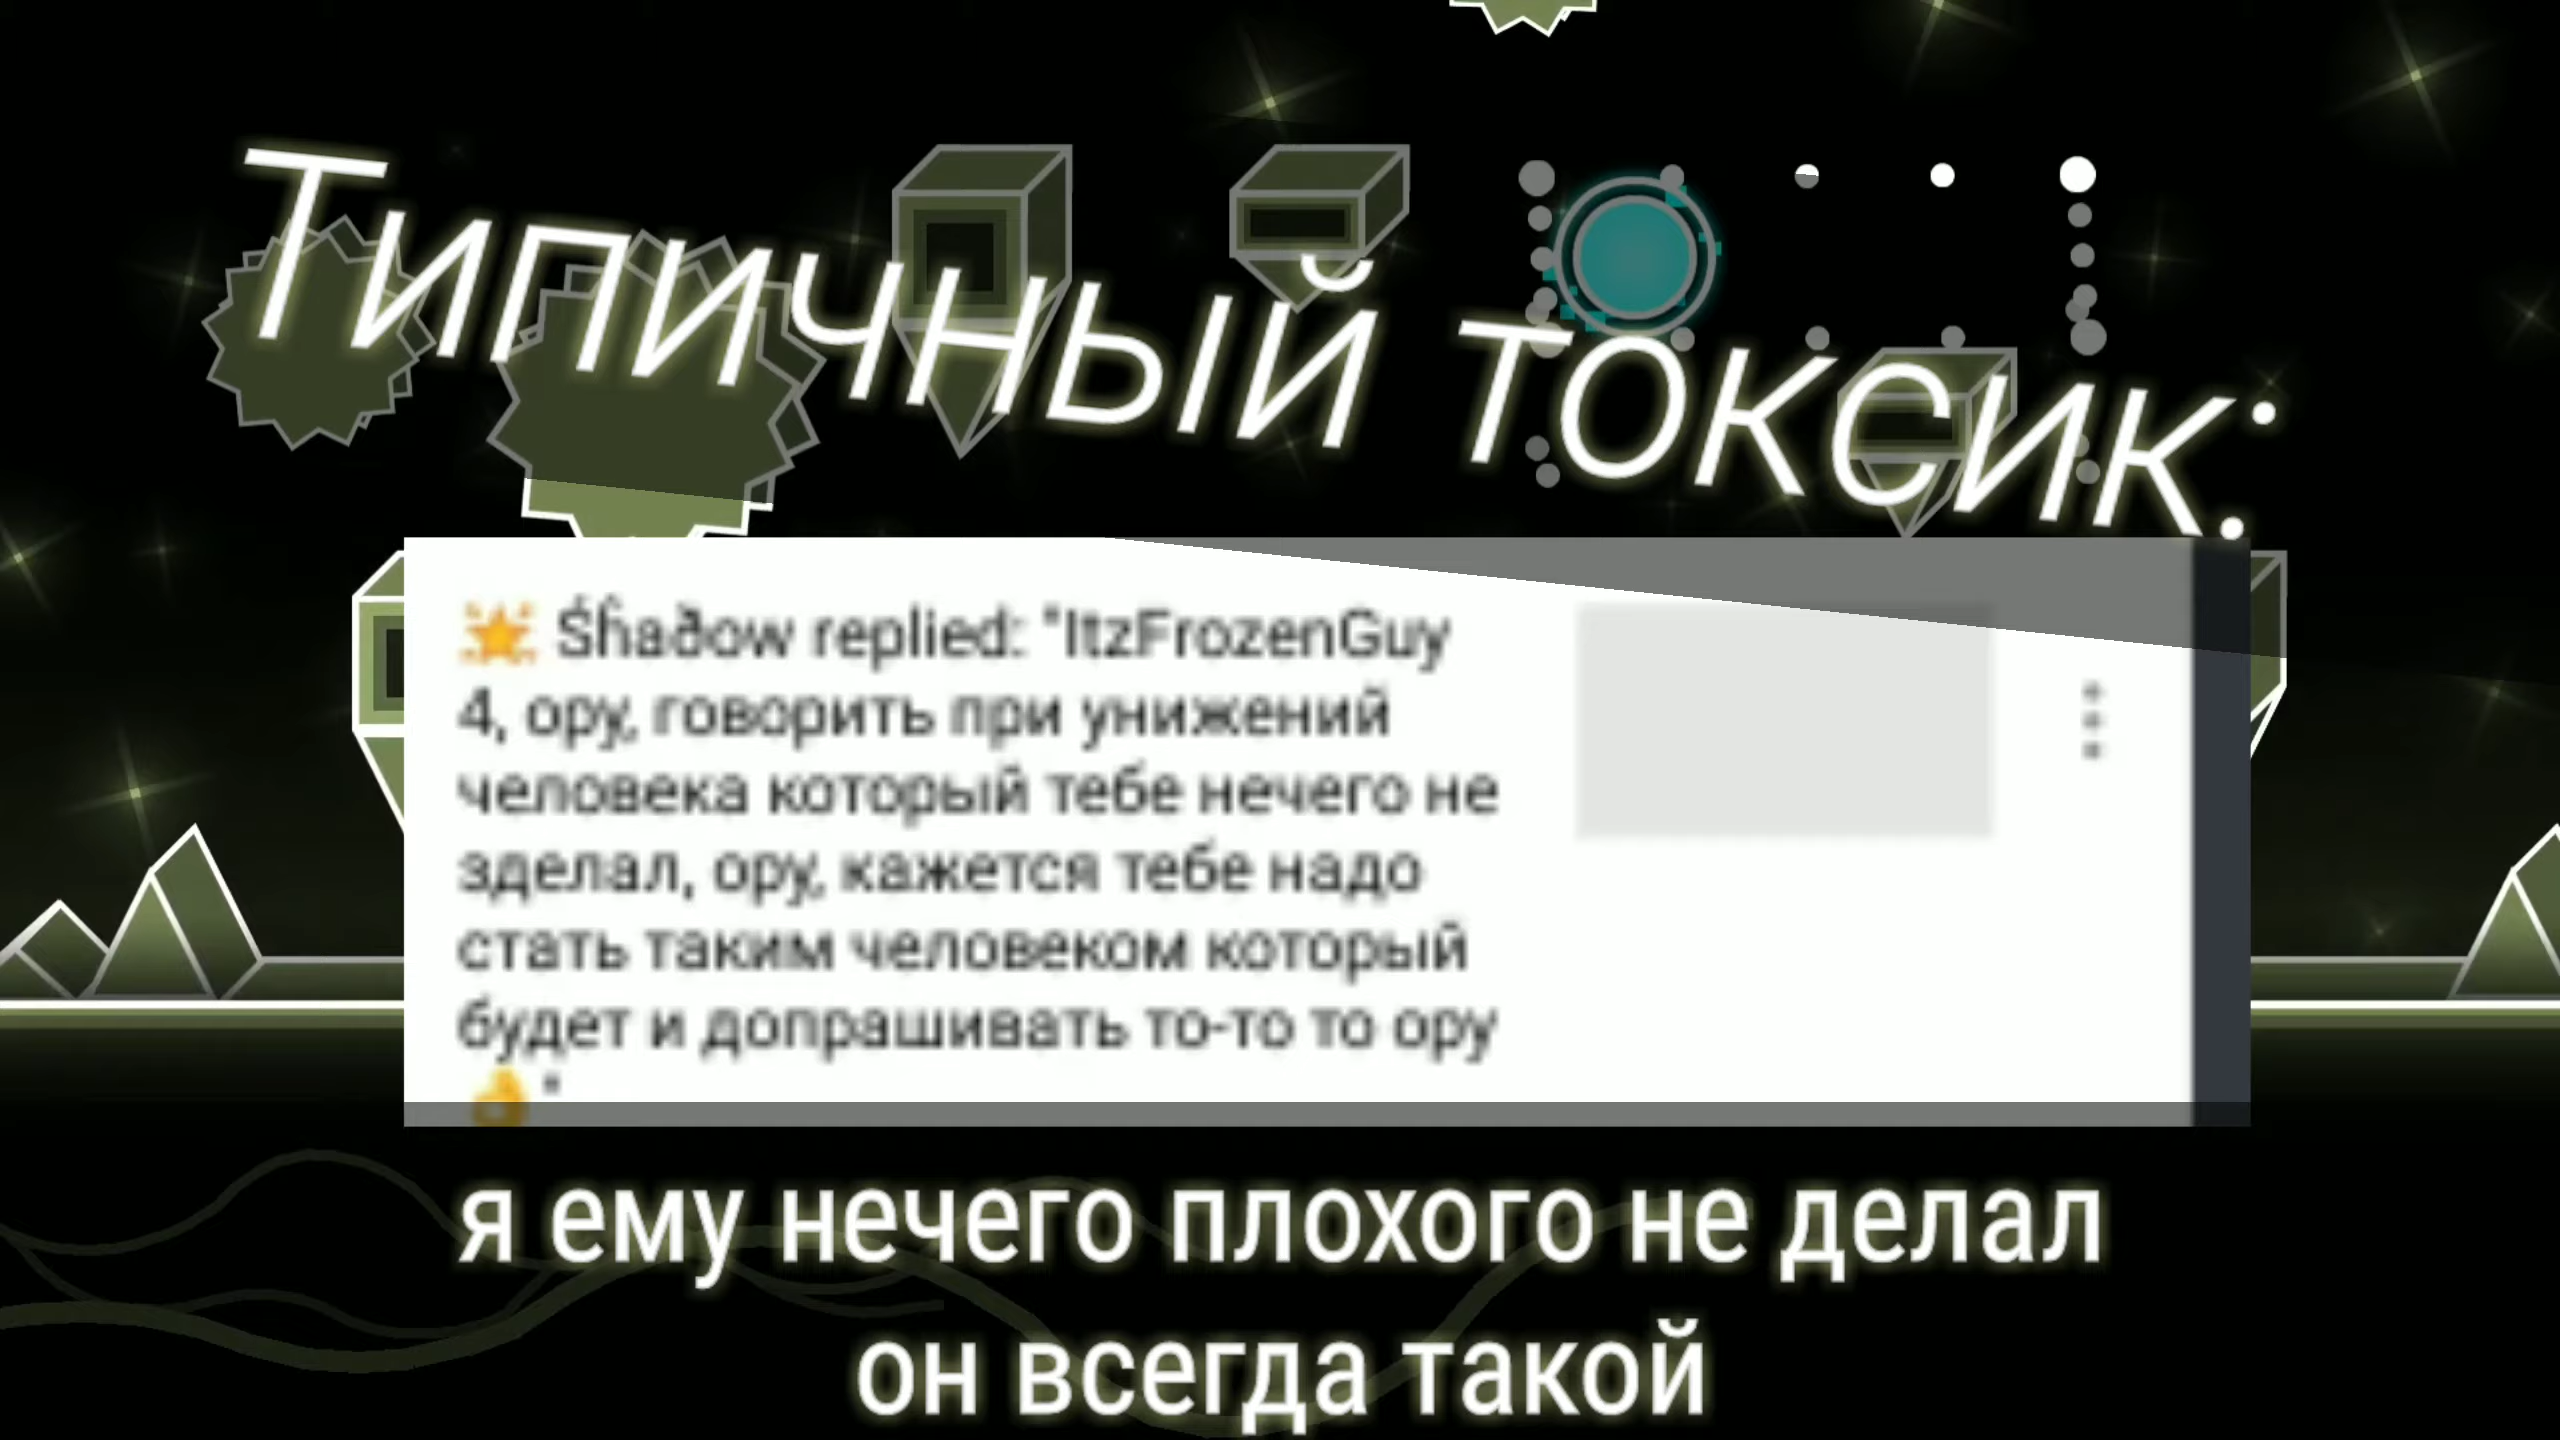 Типичный токсик:
🌟 Śĥaðow replied: "ItzFrozenGuy
4, ору, говорить при унижений
человека который тебе нечего не
зделал, ору, кажется тебе надо
стать таким человеком который
будет и допрашивать то-то то ору
👌"
я ему нечего плохого не делал
он всегда такой